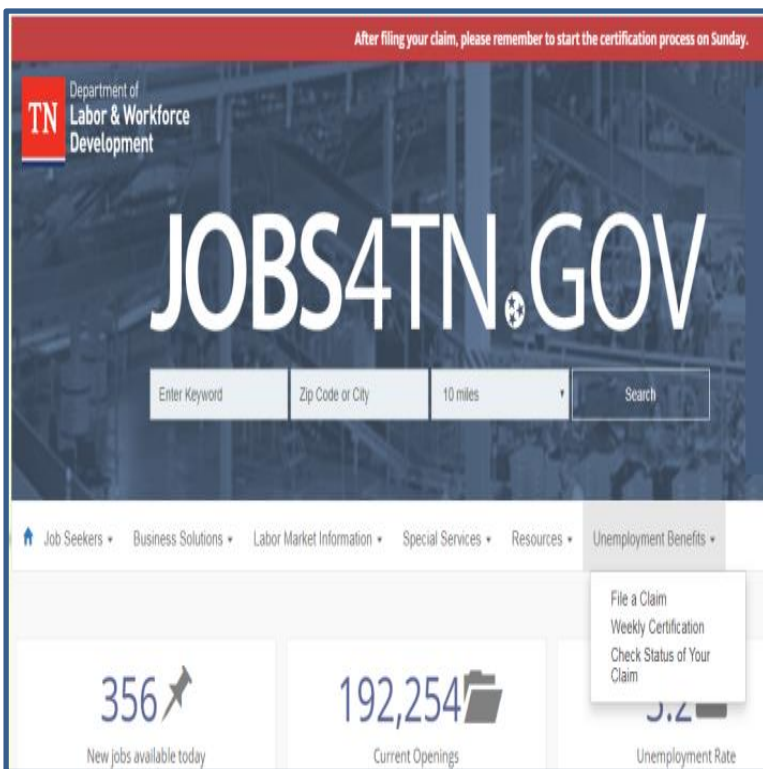 After filing your claim, please remember to start the certification process on Sunday.
TN
Department of
Labor & Workforce
Development
JOBS4TN.GOV
Enter Keyword Zip Code or City 10 miles Search
Job Seekers Business Solutions Labor Market Information Special Services Resources Unemployment Benefits
File a Claim
Weekly Certification
Check Status of Your
Claim
356 192,254
New jobs available today Current Openings Unemployment Rate